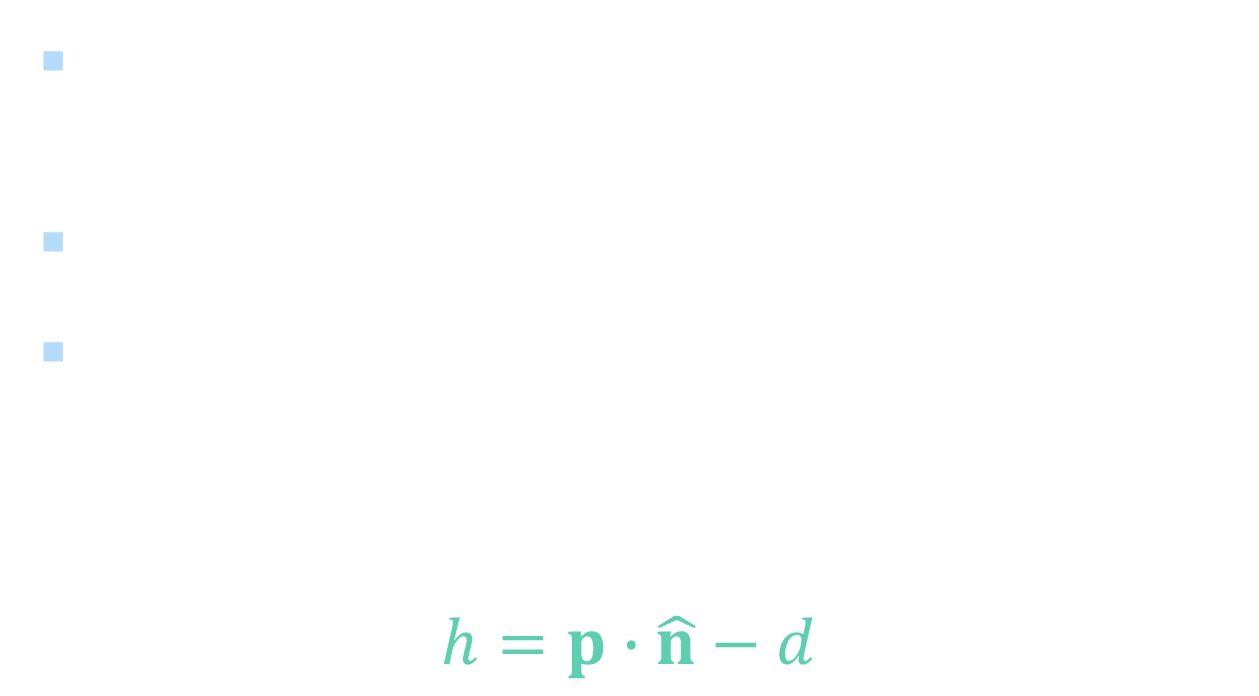 h = p · n̂ − d